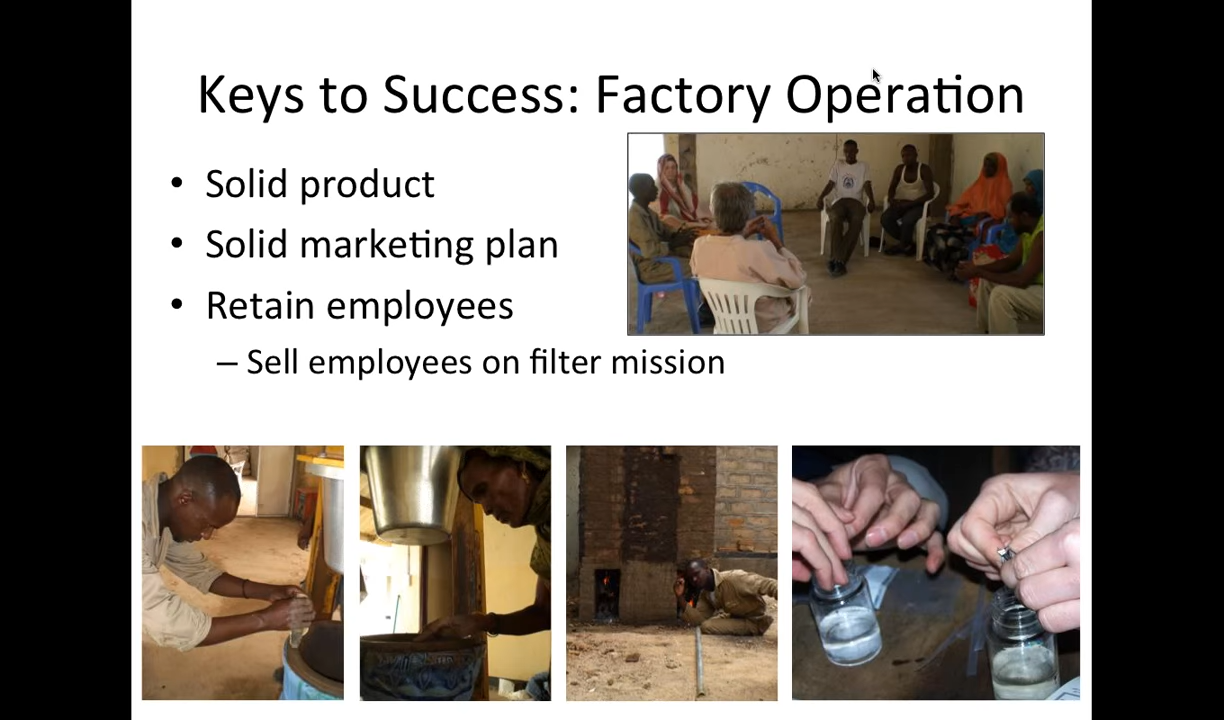 Keys to Success: Factory Operation
• Solid product
• Solid marketing plan
• Retain employees
– Sell employees on filter mission